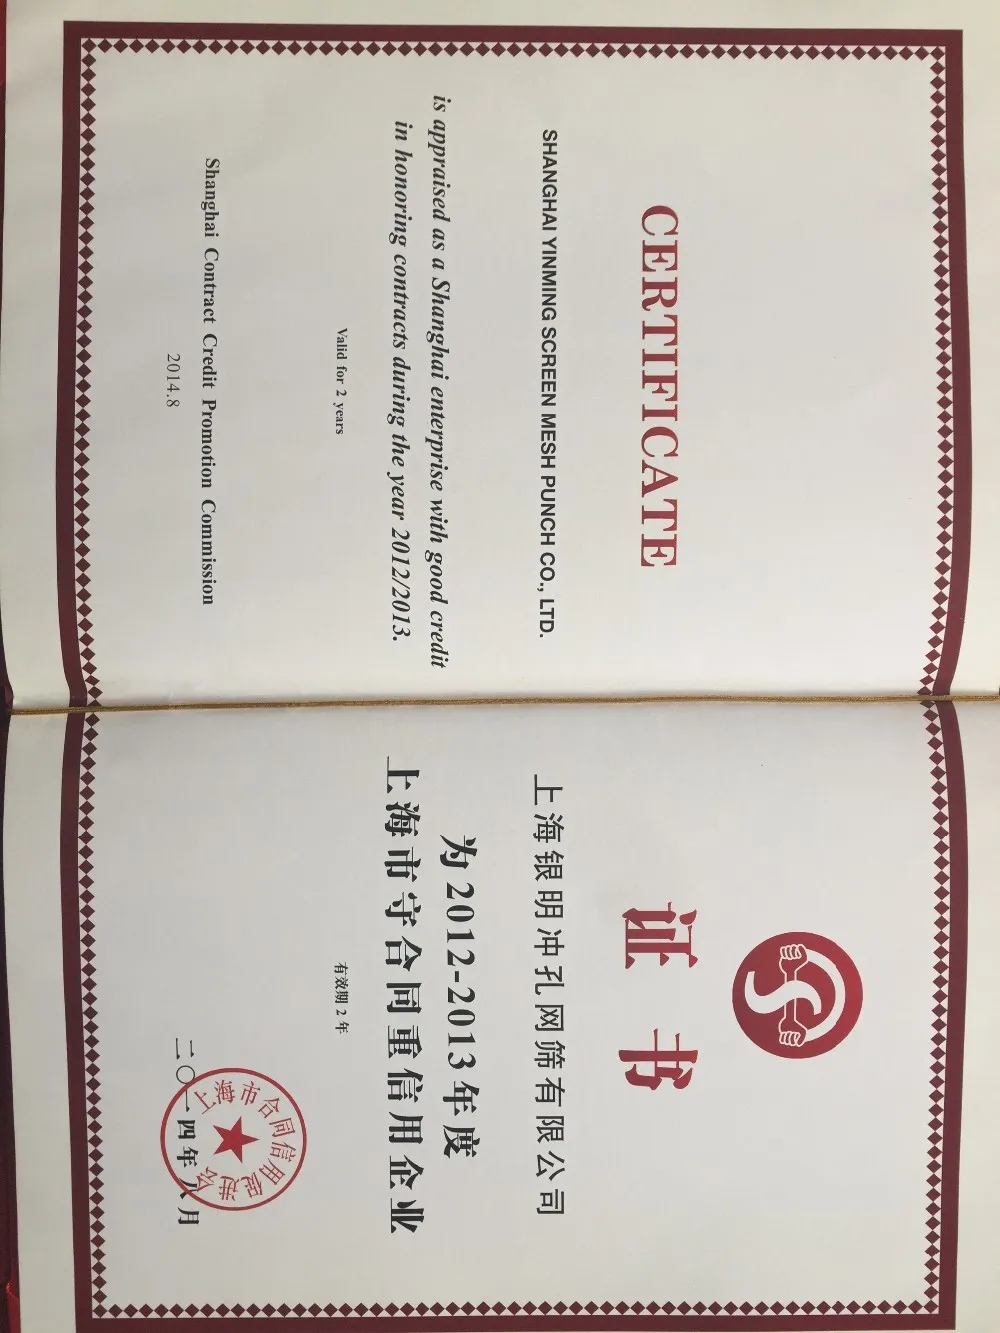 CERTIFICATE
SHANGHAI YINMING SCREEN MESH PUNCH CO., LTD.
is appraised as a Shanghai enterprise with good credit
in honoring contracts during the year 2012/2013.
Valid for 2 years
Shanghai Contract Credit Promotion Commission
2014.8
证书
上海银明冲孔网筛有限公司
为2012-2013年度
上海市守合同重信用企业
有效期2年
上海市合同信用促进会
二〇一四年八月